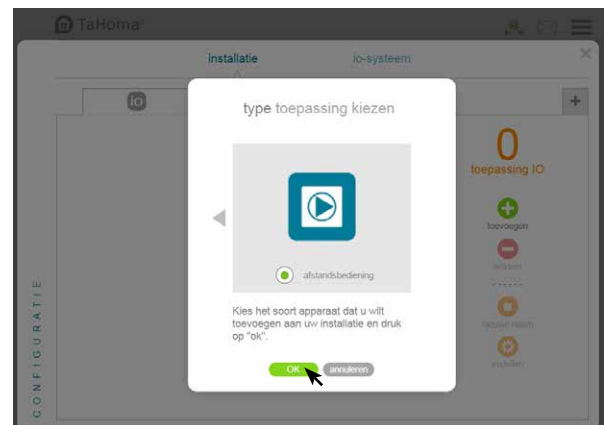 TaHoma
installatie
io-systeem
io
+
type toepassing kiezen
0
toepassing IO
toevoegen
afstandsbediening
Kies het soort apparaat dat u wilt
toevoegen aan uw installatie en druk
op "ok".
OK
annuleren
instellen
CONFIGURATIE